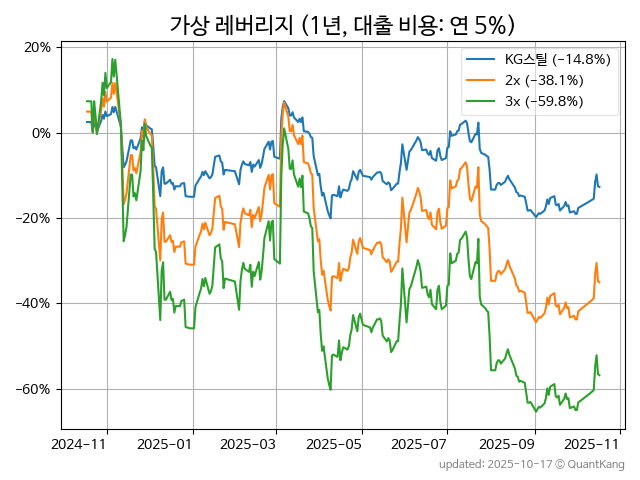 가상 레버리지 (1년, 대출 비용: 연 5%)
20%
0%
−20%
−40%
−60%
KG스틸 (−14.8%)
2x (−38.1%)
3x (−59.8%)
2024-11 2025-01 2025-03 2025-05 2025-07 2025-09 2025-11
updated: 2025-10-17 © QuantKang